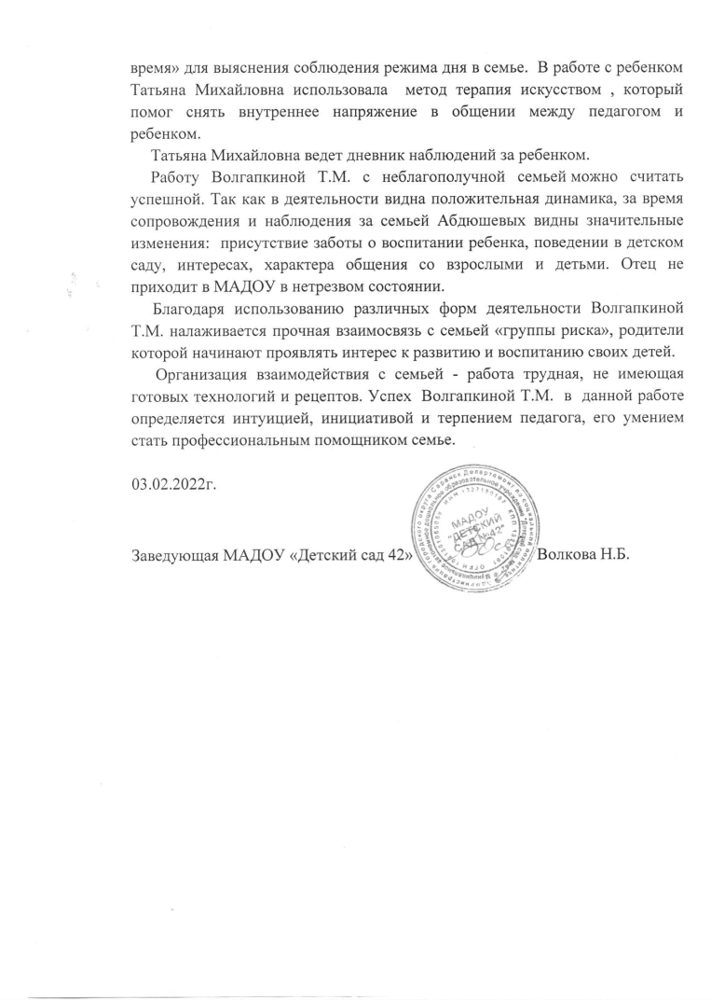 время» для выяснения соблюдения режима дня в семье. В работе с ребенком
Татьяна Михайловна использовала метод терапия искусством , который
помог снять внутреннее напряжение в общении между педагогом и
ребенком.
Татьяна Михайловна ведет дневник наблюдений за ребенком.
Работу Волгапкиной Т.М. с неблагополучной семьей можно считать
успешной. Так как в деятельности видна положительная динамика, за время
сопровождения и наблюдения за семьей Абдюшевых видны значительные
изменения: присутствие заботы о воспитании ребенка, поведении в детском
саду, интересах, характера общения со взрослыми и детьми. Отец не
приходит в МАДОУ в нетрезвом состоянии.
Благодаря использованию различных форм деятельности Волгапкиной
Т.М. налаживается прочная взаимосвязь с семьей «группы риска», родители
которой начинают проявлять интерес к развитию и воспитанию своих детей.
Организация взаимодействия с семьей - работа трудная, не имеющая
готовых технологий и рецептов. Успех Волгапкиной Т.М. в данной работе
определяется интуицией, инициативой и терпением педагога, его умением
стать профессиональным помощником семье.
03.02.2022г.
Заведующая МАДОУ «Детский сад 42» Волкова Н.Б.
МАДОУ
"ДЕТСКИЙ
САД №42"